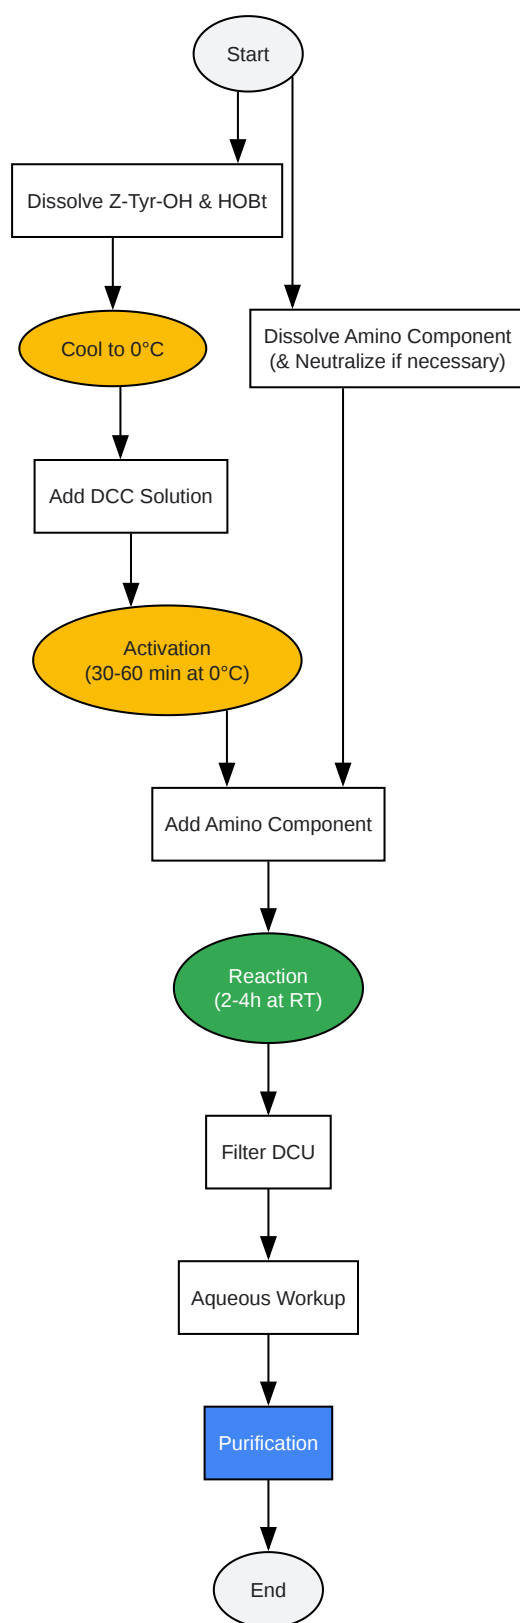 Start
Dissolve Z-Tyr-OH & HOBt
Cool to 0°C
Dissolve Amino Component
(& Neutralize if necessary)
Add DCC Solution
Activation
(30-60 min at 0°C)
Add Amino Component
Reaction
(2-4h at RT)
Filter DCU
Aqueous Workup
Purification
End